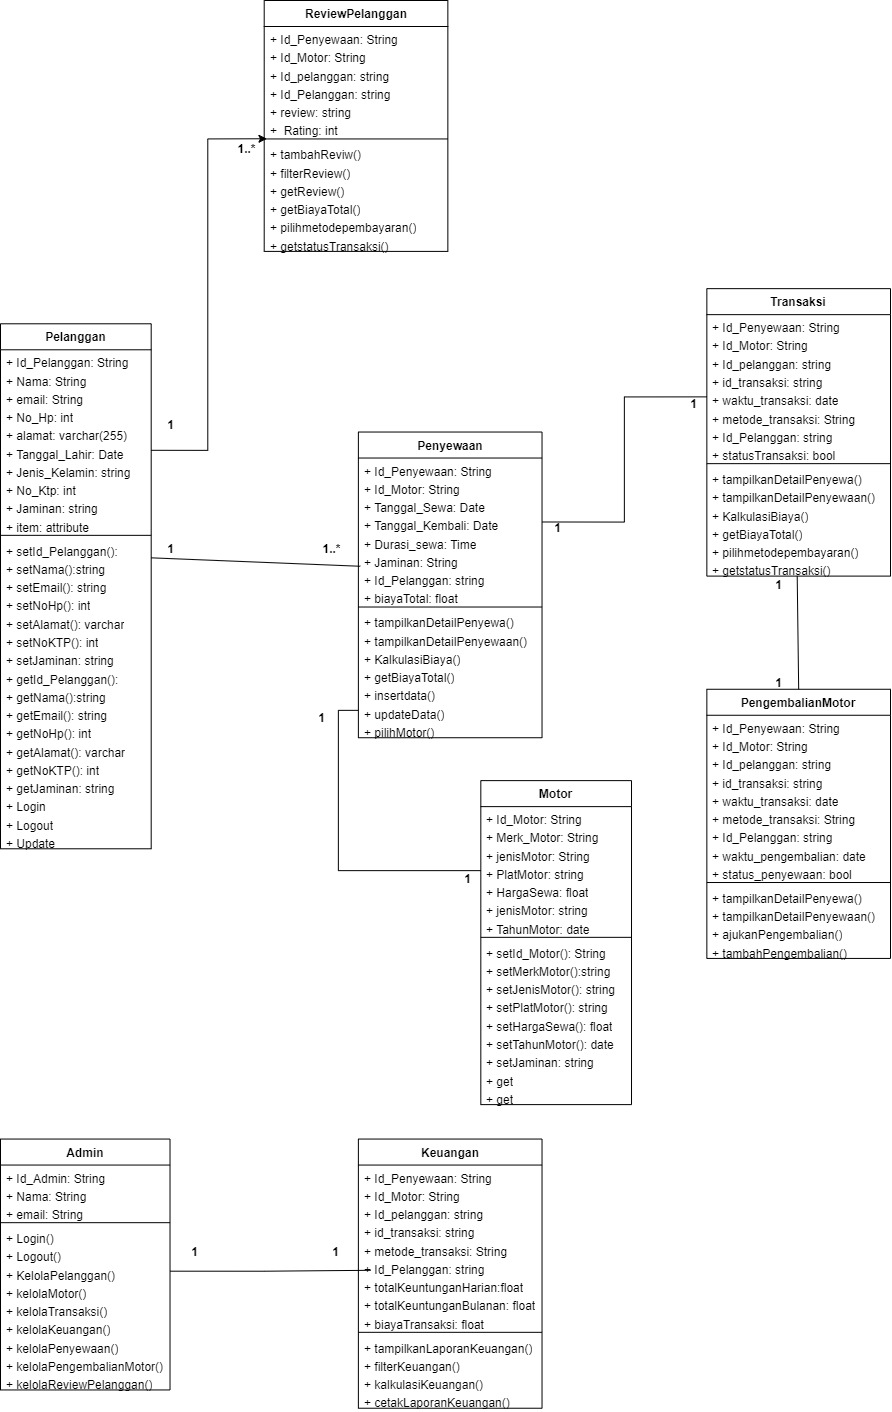 ReviewPelanggan
+ Id_Penyewaan: String
+ Id_Motor: String
+ Id_pelanggan: string
+ Id_Pelanggan: string
+ review: string
+ Rating: int
+ tambahReviw()
+ filterReview()
+ getReview()
+ getBiayaTotal()
+ pilihmetodepembayaran()
+ getstatusTransaksi()
1..*
1
Pelanggan
+ Id_Pelanggan: String
+ Nama: String
+ email: String
+ No_Hp: int
+ alamat: varchar(255)
+ Tanggal_Lahir: Date
+ Jenis_Kelamin: string
+ No_Ktp: int
+ Jaminan: string
+ item: attribute
+ setId_Pelanggan():
+ setNama():string
+ setEmail(): string
+ setNoHp(): int
+ setAlamat(): varchar
+ setNoKTP(): int
+ setJaminan: string
+ getId_Pelanggan():
+ getNama():string
+ getEmail(): string
+ getNoHp(): int
+ getAlamat(): varchar
+ getNoKTP(): int
+ getJaminan: string
+ Login
+ Logout
+ Update
1
1..*
Penyewaan
+ Id_Penyewaan: String
+ Id_Motor: String
+ Tanggal_Sewa: Date
+ Tanggal_Kembali: Date
+ Durasi_sewa: Time
+ Jaminan: String
+ Id_Pelanggan: string
+ biayaTotal: float
+ tampilkanDetailPenyewa()
+ tampilkanDetailPenyewaan()
+ KalkulasiBiaya()
+ getBiayaTotal()
+ insertdata()
+ updateData()
+ pilihMotor()
1
1
Transaksi
+ Id_Penyewaan: String
+ Id_Motor: String
+ Id_pelanggan: string
+ id_transaksi: string
+ waktu_transaksi: date
+ metode_transaksi: String
+ Id_Pelanggan: string
+ statusTransaksi: bool
+ tampilkanDetailPenyewa()
+ tampilkanDetailPenyewaan()
+ KalkulasiBiaya()
+ getBiayaTotal()
+ pilihmetodepembayaran()
+ getstatusTransaksi()
1
1
PengembalianMotor
+ Id_Penyewaan: String
+ Id_Motor: String
+ Id_pelanggan: string
+ id_transaksi: string
+ waktu_transaksi: date
+ metode_transaksi: String
+ Id_Pelanggan: string
+ waktu_pengembalian: date
+ status_penyewaan: bool
+ tampilkanDetailPenyewa()
+ tampilkanDetailPenyewaan()
+ ajukanPengembalian()
+ tambahPengembalian()
1
1
Motor
+ Id_Motor: String
+ Merk_Motor: String
+ jenisMotor: String
+ PlatMotor: string
+ HargaSewa: float
+ jenisMotor: string
+ TahunMotor: date
+ setId_Motor(): String
+ setMerkMotor():string
+ setJenisMotor(): string
+ setPlatMotor(): string
+ setHargaSewa(): float
+ setTahunMotor(): date
+ setJaminan: string
+ get
+ get
Admin
+ Id_Admin: String
+ Nama: String
+ email: String
+ Login()
+ Logout()
+ KelolaPelanggan()
+ kelolaMotor()
+ kelolaTransaksi()
+ kelolaKeuangan()
+ kelolaPenyewaan()
+ kelolaPengembalianMotor()
+ kelolaReviewPelanggan()
1
1
Keuangan
+ Id_Penyewaan: String
+ Id_Motor: String
+ Id_pelanggan: string
+ id_transaksi: string
+ metode_transaksi: String
+ Id_Pelanggan: string
+ totalKeuntunganHarian:float
+ totalKeuntunganBulanan: float
+ biayaTransaksi: float
+ tampilkanLaporanKeuangan()
+ filterKeuangan()
+ kalkulasiKeuangan()
+ cetakLaporanKeuangan()